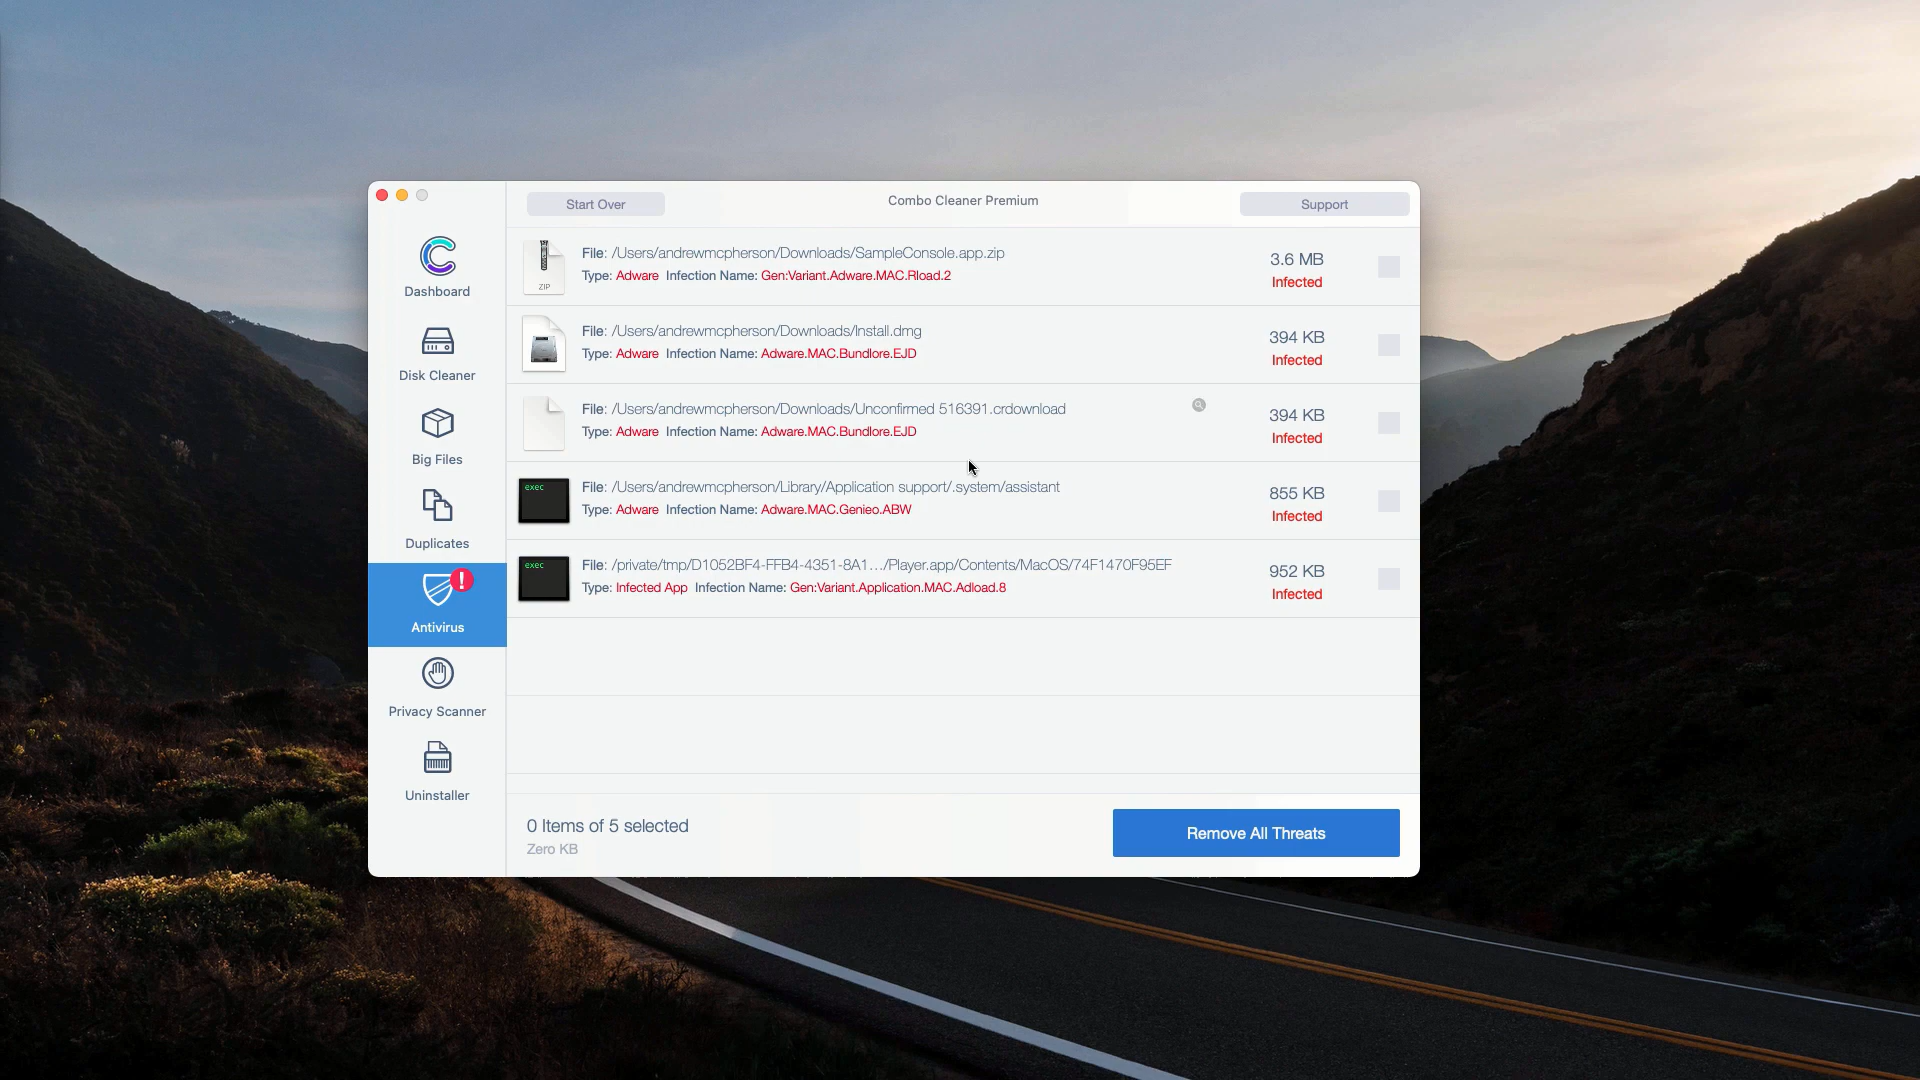 Start Over
Combo Cleaner Premium
Support
Dashboard
Disk Cleaner
Big Files
Duplicates
!
Antivirus
Privacy Scanner
Uninstaller
ZIP
File: /Users/andrewmcpherson/Downloads/SampleConsole.app.zip
Type: Adware Infection Name: Gen:Variant.Adware.MAC.Rload.2
3.6 MB
Infected
File: /Users/andrewmcpherson/Downloads/Install.dmg
Type: Adware Infection Name: Adware.MAC.Bundlore.EJD
394 KB
Infected
File: /Users/andrewmcpherson/Downloads/Unconfirmed 516391.crdownload
Type: Adware Infection Name: Adware.MAC.Bundlore.EJD
394 KB
Infected
exec
File: /Users/andrewmcpherson/Library/Application support/.system/assistant
Type: Adware Infection Name: Adware.MAC.Genieo.ABW
855 KB
Infected
exec
File: /private/tmp/D1052BF4-FFB4-4351-8A1.../Player.app/Contents/MacOS/74F1470F95EF
Type: Infected App Infection Name: Gen:Variant.Application.MAC.Adload.8
952 KB
Infected
0 Items of 5 selected
Zero KB
Remove All Threats